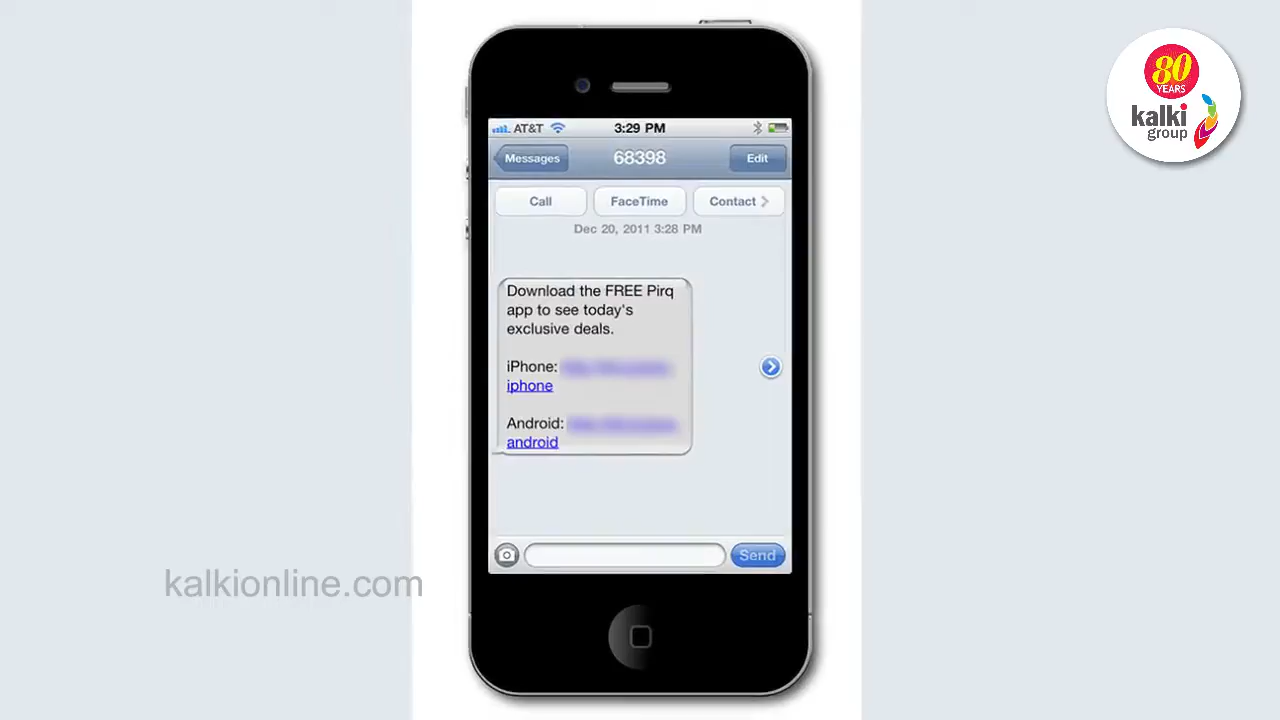 80
YEARS
kalki
group
AT&T 3:29 PM
Messages 68398 Edit
Call FaceTime Contact
Dec 20, 2011 3:28 PM
Download the FREE Pirq
app to see today's
exclusive deals.
iPhone:
iphone
Android:
android
Send
kalkionline.com